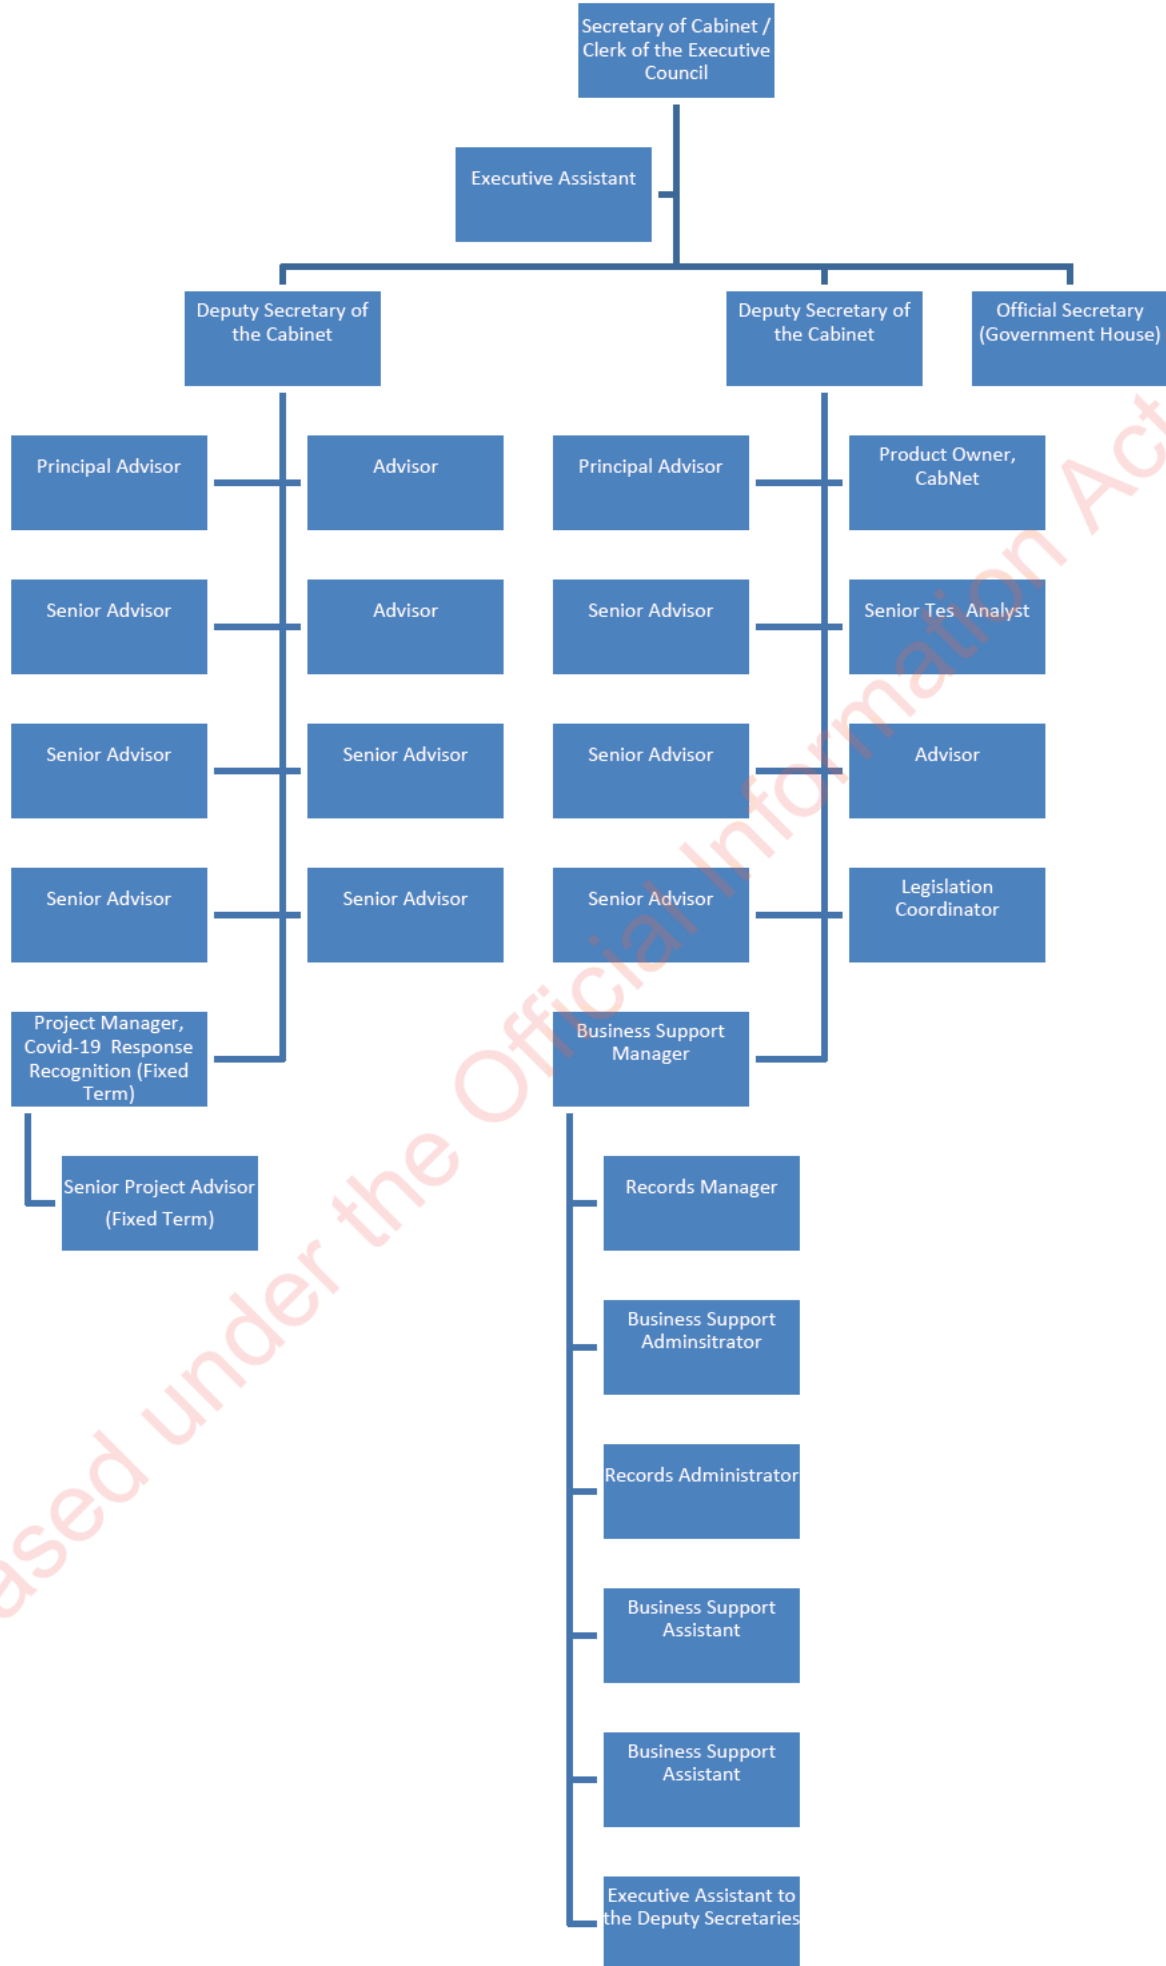 Secretary of Cabinet /
Clerk of the Executive
Council
Executive Assistant
Deputy Secretary of
the Cabinet
Deputy Secretary of
the Cabinet
Official Secretary
(Government House)
Principal Advisor
Advisor
Principal Advisor
Product Owner,
CabNet
Senior Advisor
Advisor
Senior Advisor
Senior Tes  Analyst
Senior Advisor
Senior Advisor
Senior Advisor
Advisor
Senior Advisor
Senior Advisor
Senior Advisor
Legislation
Coordinator
Project Manager,
Covid-19  Response
Recognition (Fixed
Term)
Business Support
Manager
Senior Project Advisor
(Fixed Term)
Records Manager
Business Support
Adminsitrator
Records Administrator
Business Support
Assistant
Business Support
Assistant
Executive Assistant to
the Deputy Secretaries
ased under the Official Information Act